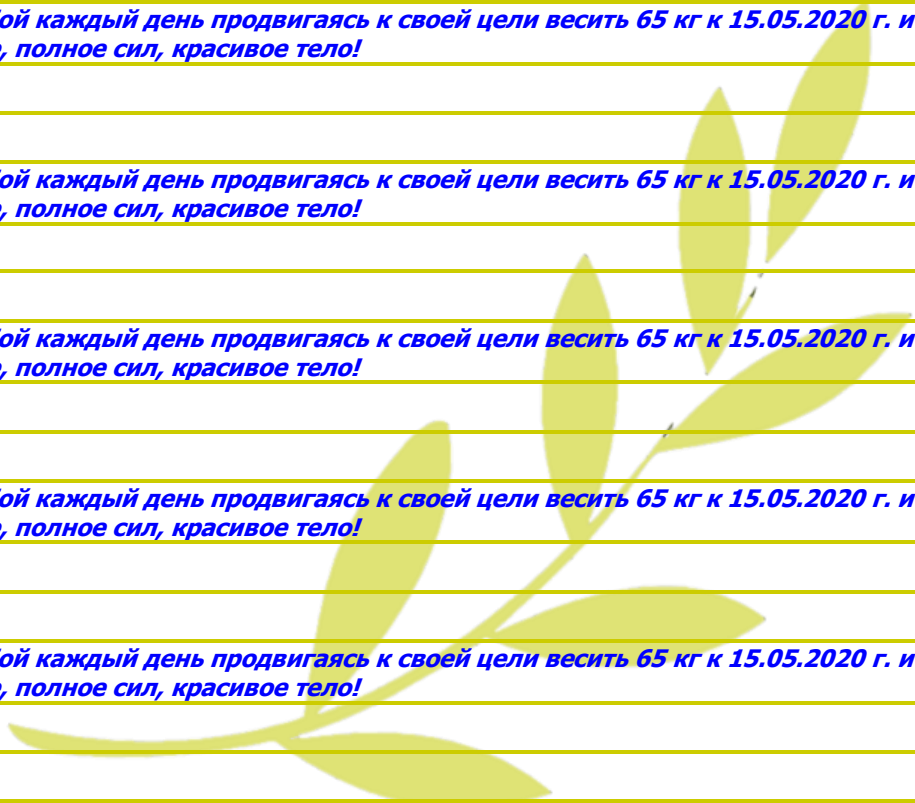 ой каждый день продвигаясь к своей цели весить 65 кг к 15.05.2020 г. и
, полное сил, красивое тело!
ой каждый день продвигаясь к своей цели весить 65 кг к 15.05.2020 г. и
, полное сил, красивое тело!
ой каждый день продвигаясь к своей цели весить 65 кг к 15.05.2020 г. и
, полное сил, красивое тело!
ой каждый день продвигаясь к своей цели весить 65 кг к 15.05.2020 г. и
, полное сил, красивое тело!
ой каждый день продвигаясь к своей цели весить 65 кг к 15.05.2020 г. и
, полное сил, красивое тело!